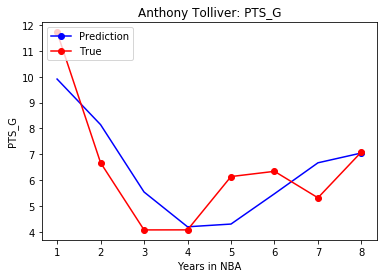 Anthony Tolliver: PTS_G
Prediction
True
PTS_G
12
11
10
9
8
7
6
5
4
1 2 3 4 5 6 7 8
Years in NBA